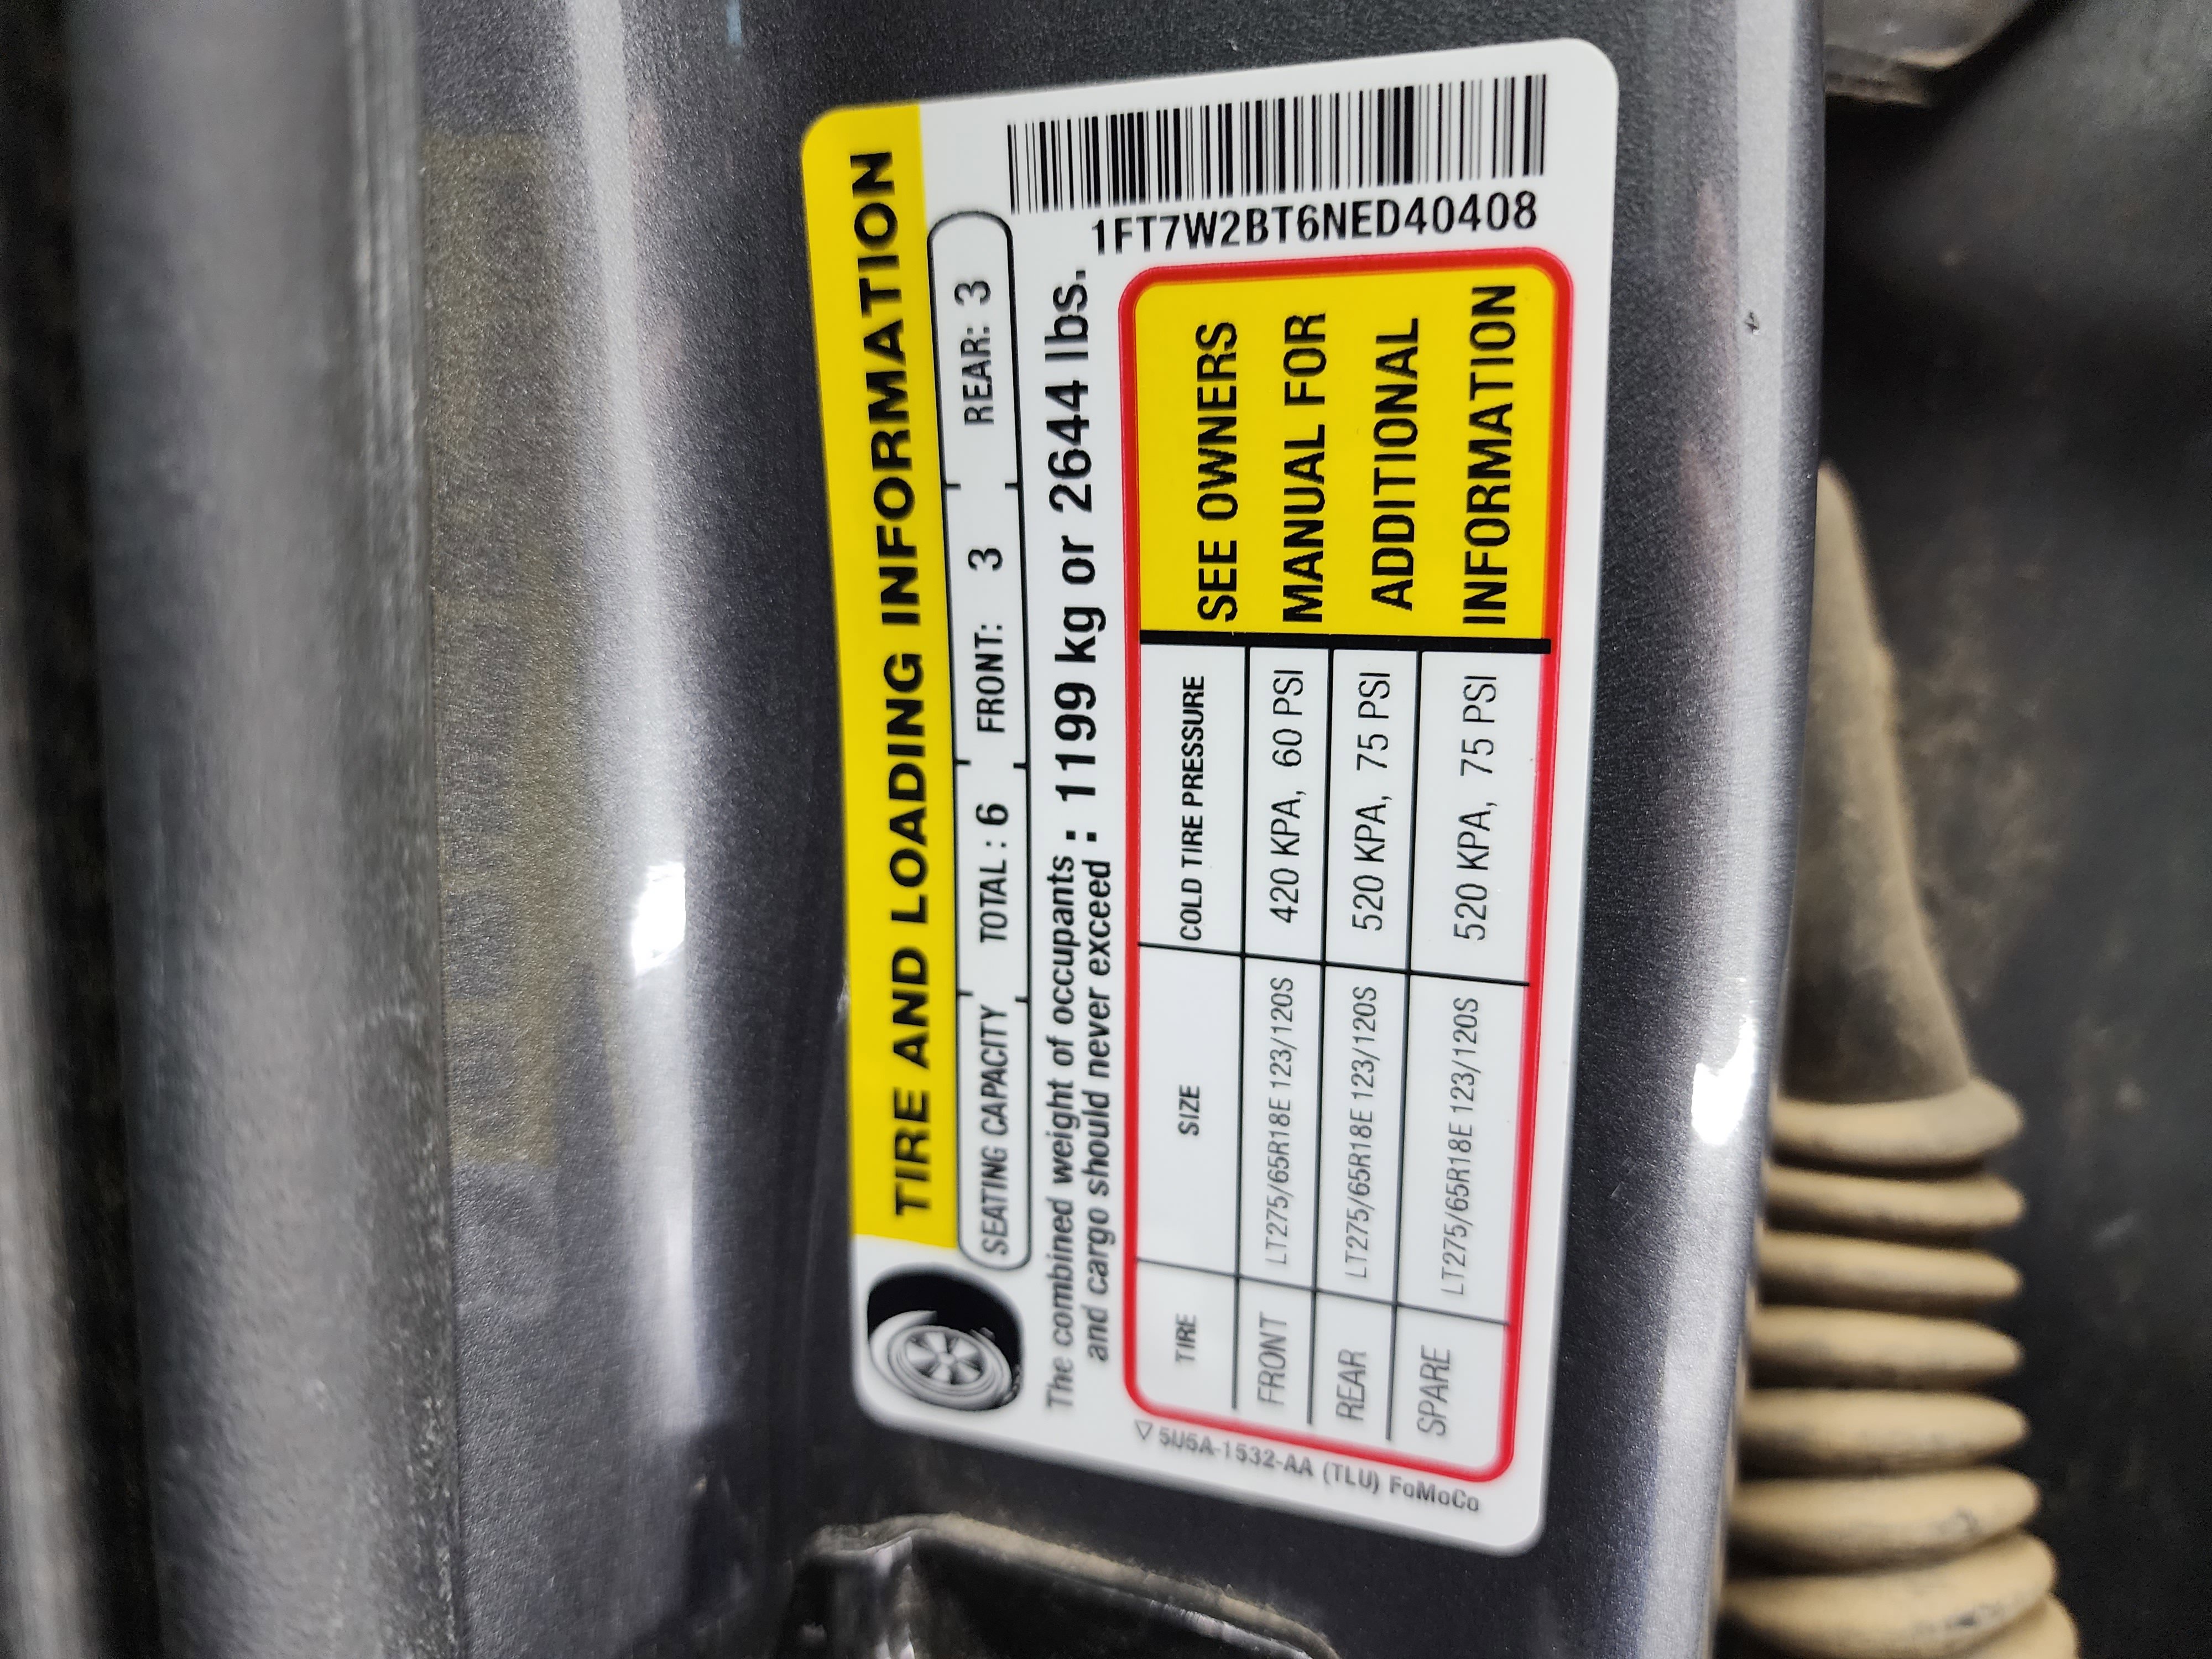 TIRE AND LOADING INFORMATION
SEATING CAPACITY TOTAL : 6 FRONT: 3 REAR: 3
The combined weight of occupants : 1199 kg or 2644 lbs.
and cargo should never exceed :
1FT7W2BT6NED40408
TIRE SIZE COLD TIRE PRESSURE
FRONT LT275/65R18E 123/120S 420 KPA, 60 PSI
REAR LT275/65R18E 123/120S 520 KPA, 75 PSI
SPARE LT275/65R18E 123/120S 520 KPA, 75 PSI
SEE OWNERS
MANUAL FOR
ADDITIONAL
INFORMATION
5U5A-1532-AA (TLU) FoMoCo